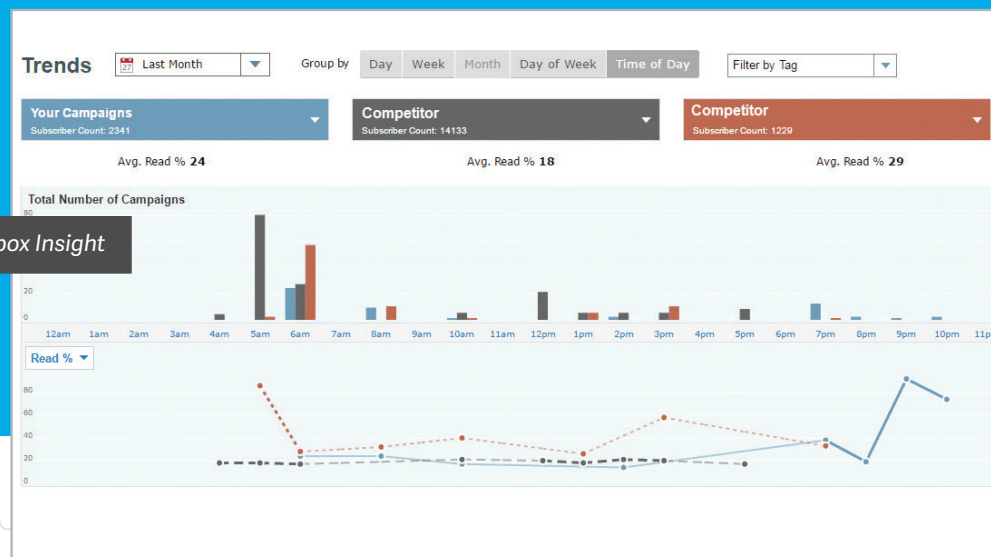 Trends
27
Last Month
Group by
Day
Week
Month
Day of Week
Time of Day
Filter by Tag
Your Campaigns
Subscriber Count: 2341
Competitor
Subscriber Count: 14133
Competitor
Subscriber Count: 1229
Avg. Read % 24
Avg. Read % 18
Avg. Read % 29
Total Number of Campaigns
80
box Insight
20
0
12am 1am 2am 3am 4am 5am 6am 7am 8am 9am 10am 11am 12pm 1pm 2pm 3pm 4pm 5pm 6pm 7pm 8pm 9pm 10pm 11p
Read %
80
60
40
20
0